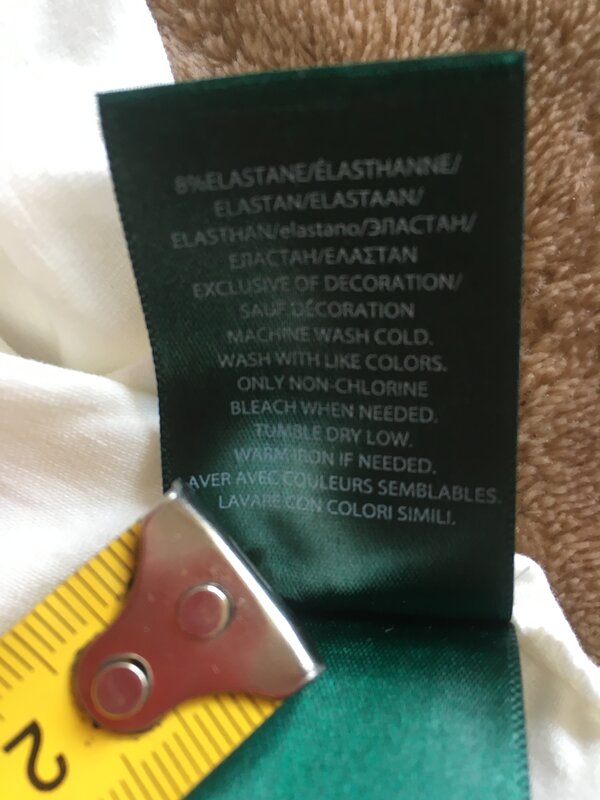 8%ELASTANE/ÉLASTHANNE/
ELASTAN/ELASTAAN/
ELASTHAN/elastano/ЭЛАСТАН/
ЕЛАСТАН/ΕΛΑΣΤΑΝ
EXCLUSIVE OF DECORATION/
SAUF DÉCORATION
MACHINE WASH COLD.
WASH WITH LIKE COLORS.
ONLY NON-CHLORINE
BLEACH WHEN NEEDED.
TUMBLE DRY LOW.
WARM IRON IF NEEDED.
LAVER AVEC COULEURS SEMBLABLES.
LAVARE CON COLORI SIMILI.
2